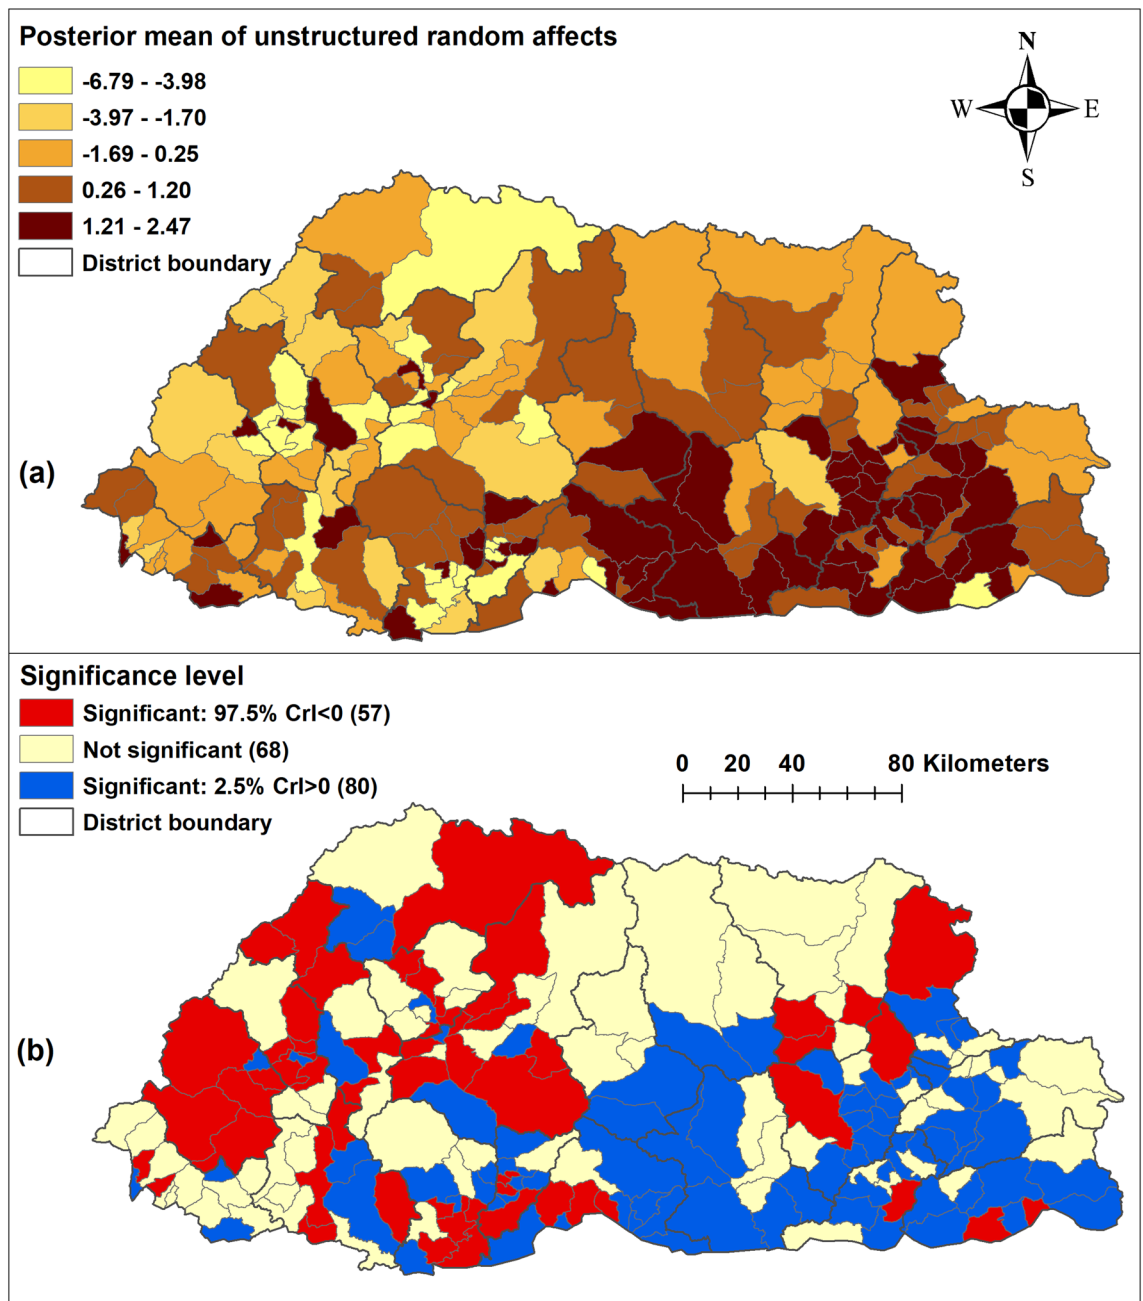 Posterior mean of unstructured random affects
-6.79 - -3.98
-3.97 - -1.70
-1.69 - 0.25
0.26 - 1.20
1.21 - 2.47
District boundary
N
W E
S
(a)
Significance level
Significant: 97.5% Crl<0 (57)
Not significant (68)
Significant: 2.5% Crl>0 (80)
District boundary
0 20 40 80 Kilometers
(b)